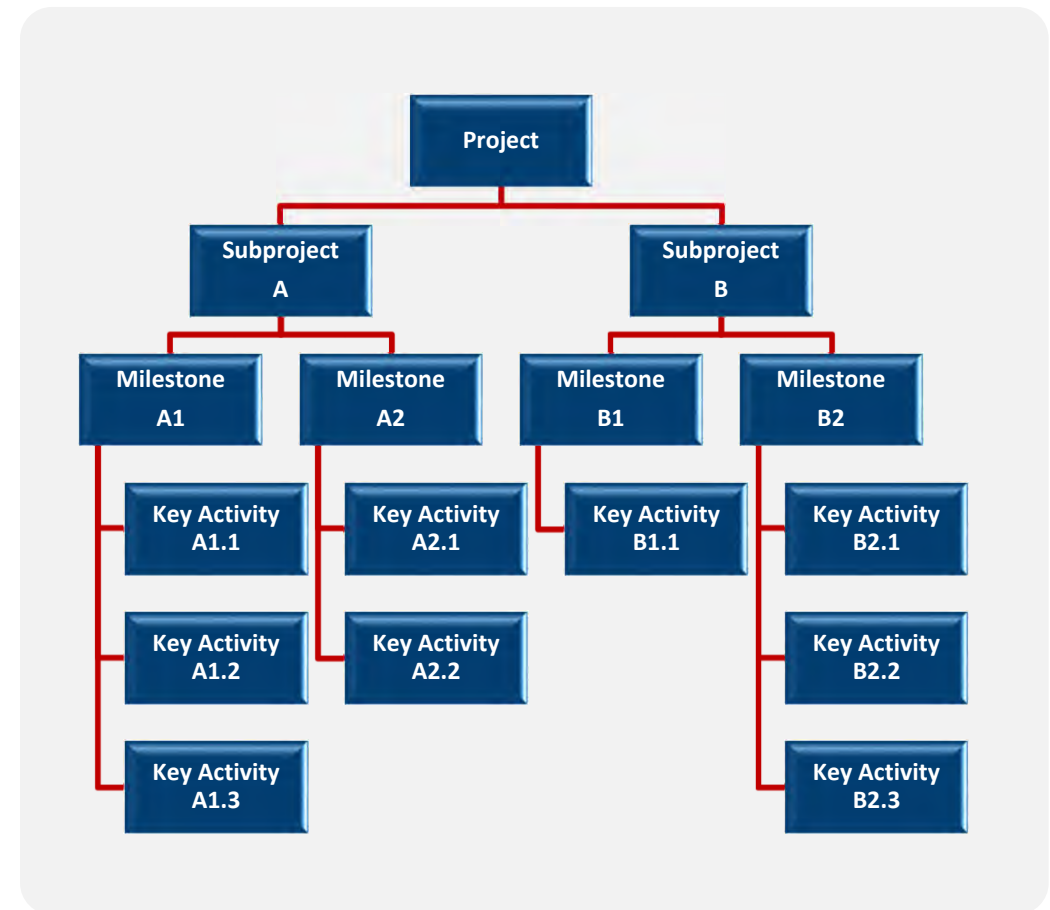 Project
Subproject
A
Subproject
B
Milestone
A1
Milestone
A2
Milestone
B1
Milestone
B2
Key Activity
A1.1
Key Activity
A2.1
Key Activity
B1.1
Key Activity
B2.1
Key Activity
A1.2
Key Activity
A2.2
Key Activity
B2.2
Key Activity
A1.3
Key Activity
B2.3